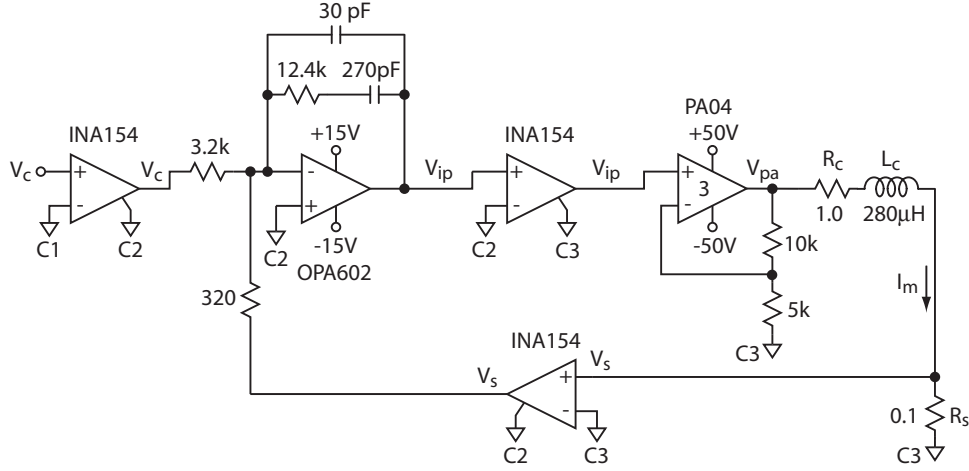 30 pF
12.4k 270pF
INA154
V_c
V_c
3.2k
+
-
C1
C2
+15V
-
+
-15V
OPA602
C2
V_ip
INA154
+
-
C2
C3
V_ip
PA04
+50V
+
3
-
-50V
V_pa
R_c
1.0
L_c
280μH
10k
5k
C3
I_m
320
INA154
V_s
V_s
+
-
C2
C3
0.1 R_s
C3